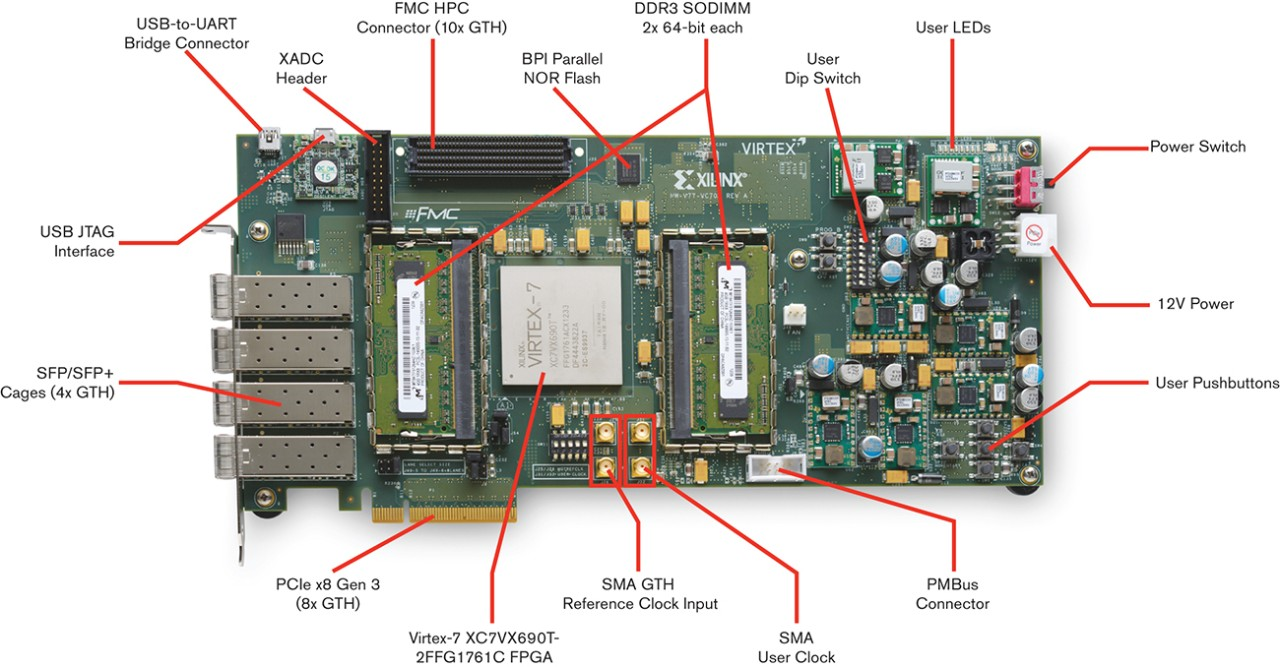 USB-to-UART
Bridge Connector
XADC
Header
FMC HPC
Connector (10x GTH)
BPI Parallel
NOR Flash
DDR3 SODIMM
2x 64-bit each
User
Dip Switch
User LEDs
Power Switch
12V Power
User Pushbuttons
USB JTAG
Interface
SFP/SFP+
Cages (4x GTH)
VIRTEX
XILINX
FMC
PROG B
Power
XILINX
VIRTEX-7
XC7VX690T
PCIe x8 Gen 3
(8x GTH)
Virtex-7 XC7VX690T-
2FFG1761C FPGA
SMA GTH
Reference Clock Input
SMA
User Clock
PMBus
Connector